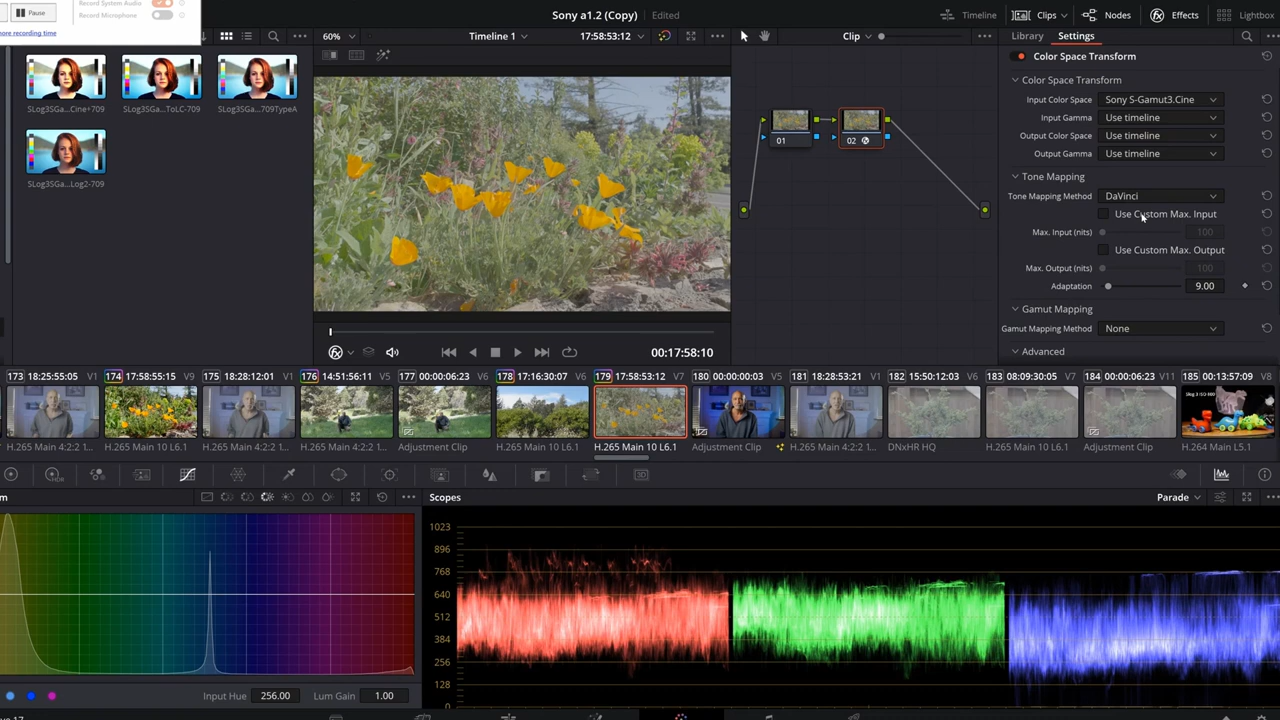 Pause
Record System Audio
Record Microphone
more recording time
Sony a1.2 (Copy)
Edited
Timeline
Clips
Nodes
Effects
Lightbox
60%
Timeline 1
17:58:53:12
Clip
Library
Settings
Color Space Transform
Color Space Transform
Input Color Space
Sony S-Gamut3.Cine
Input Gamma
Use timeline
Output Color Space
Use timeline
Output Gamma
Use timeline
Tone Mapping
Tone Mapping Method
DaVinci
Use Custom Max. Input
Max. Input (nits)
100
Use Custom Max. Output
Max. Output (nits)
100
Adaptation
9.00
Gamut Mapping
Gamut Mapping Method
None
Advanced
SLog3SGa...Cine+709
SLog3SGa...ToLC-709
SLog3SGa...709TypeA
SLog3SGa...Log2-709
01
02
00:17:58:10
173 18:25:55:05 V1
174 17:58:55:15 V9
175 18:28:12:01 V1
176 14:51:56:11 V5
177 00:00:06:23 V2
178 17:16:30:07 V6
179 17:58:53:12 V7
180 00:00:00:03 V5
181 18:28:53:21 V1
182 15:50:12:03 V6
183 08:09:30:05 V1
184 00:00:06:23 V11
185 00:13:57:09 V8
H.265 Main 4:2:2 1...
H.265 Main 10 L6.1
H.265 Main 4:2:2 1...
H.265 Main 4:2:2 1...
Adjustment Clip
H.265 Main 10 L6.1
H.265 Main 10 L6.1
Adjustment Clip
H.265 Main 4:2:2 1...
DNxHR HQ
H.265 Main 10 L6.1
Adjustment Clip
H.264 Main L5.1
Scopes
Parade
1023
896
768
640
512
384
256
128
0
Input Hue
256.00
Lum Gain
1.00